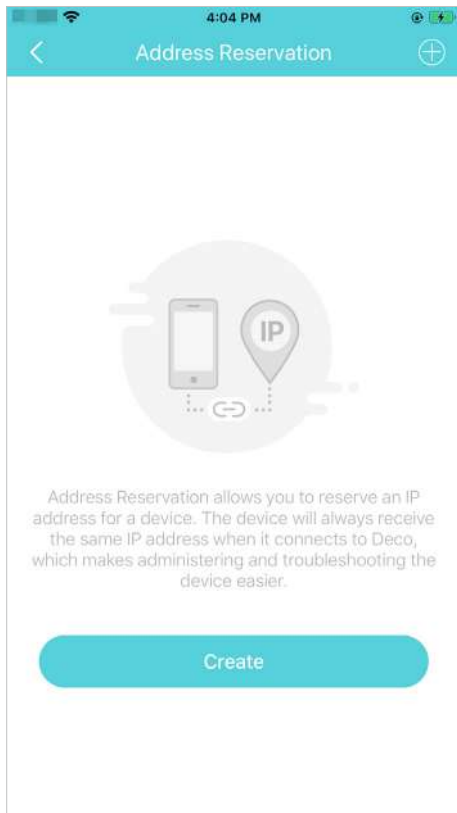 4:04 PM
Address Reservation
IP
Address Reservation allows you to reserve an IP
address for a device. The device will always receive
the same IP address when it connects to Deco,
which makes administering and troubleshooting the
device easier.
Create